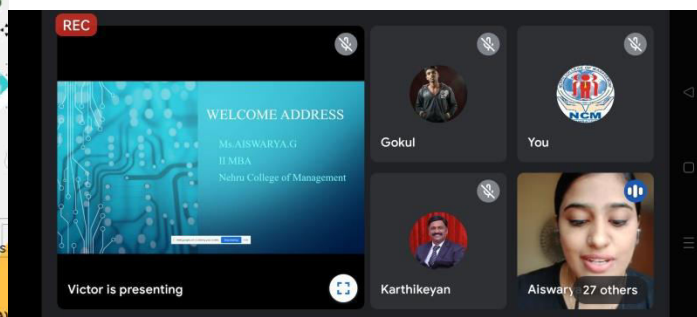 REC
WELCOME ADDRESS
Ms.AISWARYA.G
II MBA
Nehru College of Management
Gokul
You
NCM
Victor is presenting
Karthikeyan
Aiswary
27 others